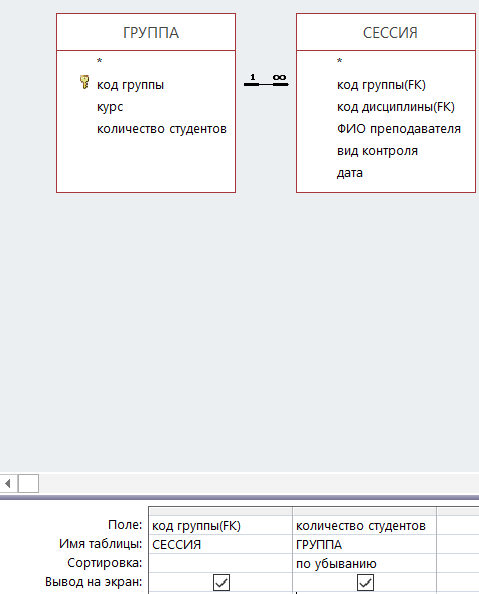 ГРУППА
*
код группы
курс
количество студентов
1 ∞
СЕССИЯ
*
код группы(FK)
код дисциплины(FK)
ФИО преподавателя
вид контроля
дата
Поле: код группы(FK) количество студентов
Имя таблицы: СЕССИЯ ГРУППА
Сортировка: по убыванию
Вывод на экран: